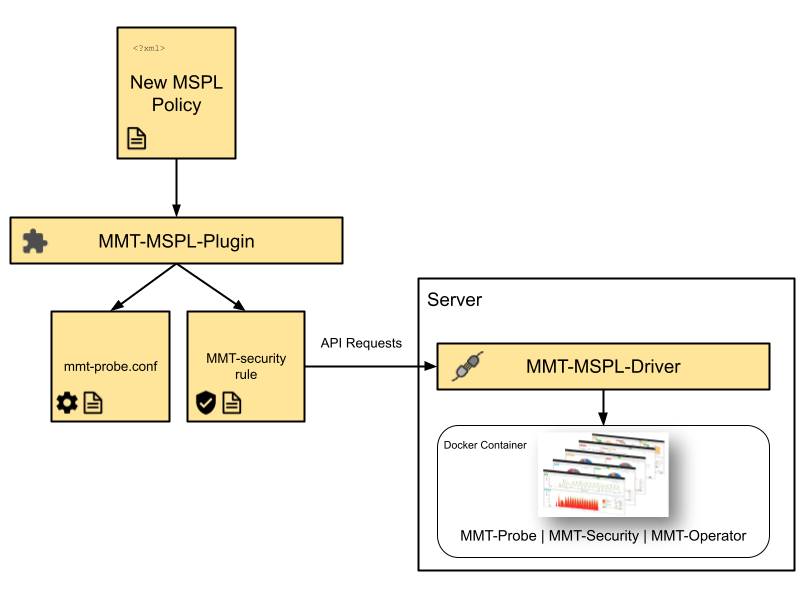 <?xml>
New MSPL
Policy
MMT-MSPL-Plugin
mmt-probe.conf
MMT-security
rule
API Requests
Server
MMT-MSPL-Driver
Docker Container
MMT-Probe | MMT-Security | MMT-Operator